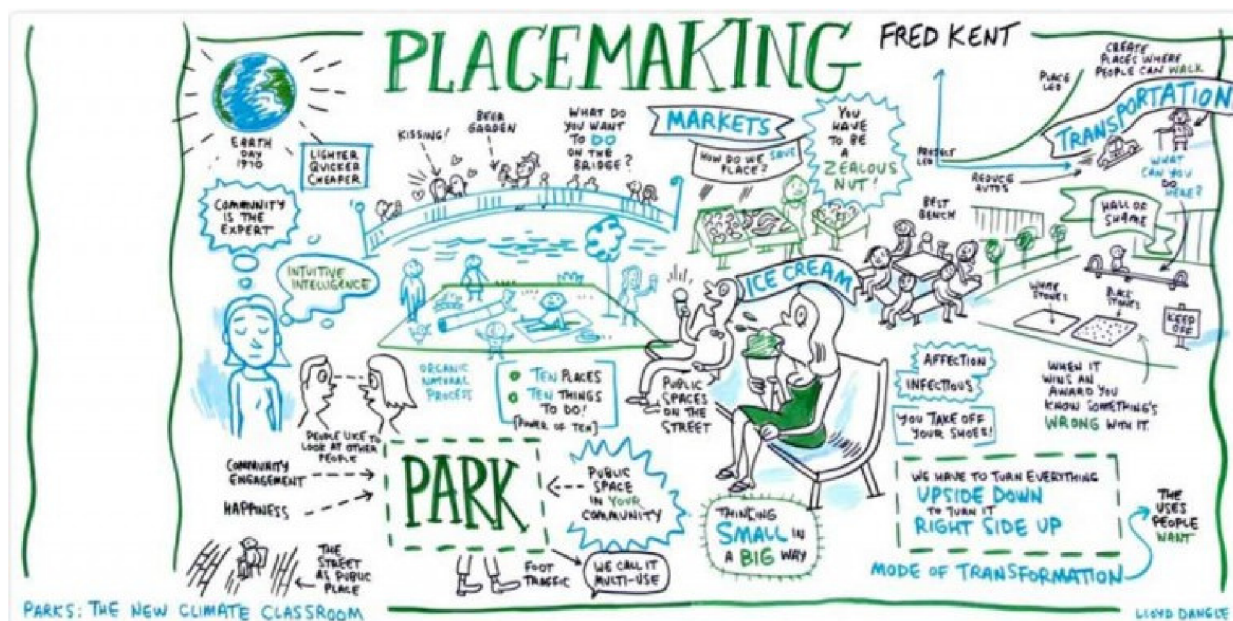 PLACEMAKING
FRED KENT
EARTH
DAY
1970
LIGHTER
QUICKER
CHEAPER
COMMUNITY
IS THE
EXPERT
INTUITIVE
INTELLIGENCE
KISSING!
BEER
GARDEN
WHAT DO
YOU WANT
TO DO
ON THE
BRIDGE?
MARKETS
HOW DO WE SAVE
PLACE?
YOU
HAVE
TO BE
A
ZEALOUS
NUT!
CREATE
PLACES WHERE
PEOPLE CAN WALK
PLACE
LED
PROJECT
LED
TRANSPORTATION
REDUCE
AUTOS
WHAT
CAN YOU
DO
HERE?
BEST
BENCH
HALL OF
SHAME
WHITE
STONES
BLACK
STONES
KEEP
OFF
ICE CREAM
ORGANIC
NATURAL
PROCESS
TEN PLACES
TEN THINGS
TO DO!
[POWER OF TEN]
PUBLIC
SPACES
ON THE
STREET
AFFECTION
INFECTIOUS
YOU TAKE OFF
YOUR SHOES!
WHEN IT
WINS AN
AWARD YOU
KNOW SOMETHING'S
WRONG WITH IT.
PEOPLE LIKE TO
LOOK AT OTHER
PEOPLE
COMMUNITY
ENGAGEMENT
HAPPINESS
PARK
PUBLIC
SPACE
IN YOUR
COMMUNITY
THINKING
SMALL IN
A BIG WAY
WE HAVE TO TURN EVERYTHING
UPSIDE DOWN
TO TURN IT
RIGHT SIDE UP
THE
USES
PEOPLE
WANT
MODE OF TRANSFORMATION
THE
STREET
AS PUBLIC
PLACE
FOOT
TRAFFIC
WE CALL IT
MULTI-USE
PARKS: THE NEW CLIMATE CLASSROOM
LLOYD DANGLE